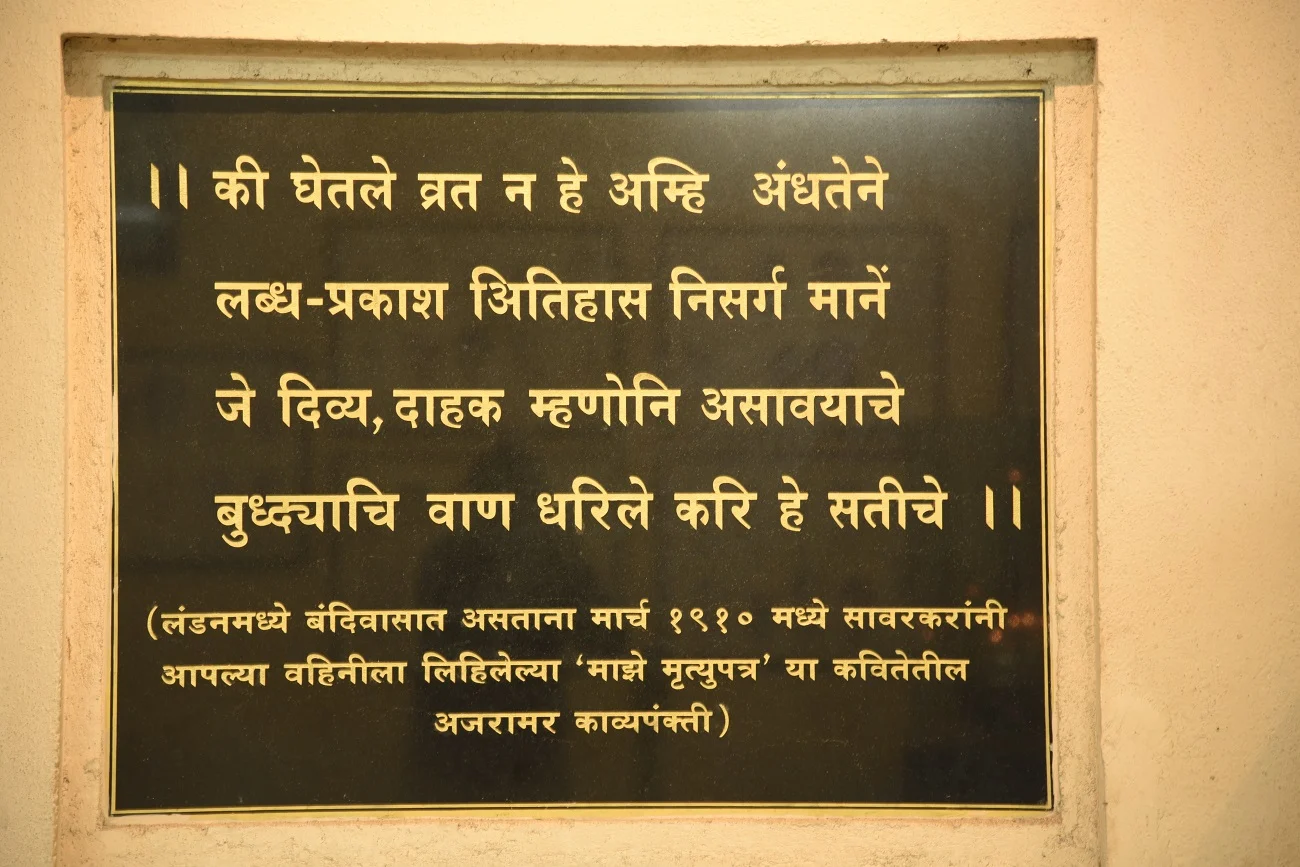 ।। की घेतले व्रत न हे अम्हि अंधतेने
लब्ध-प्रकाश अितिहास निसर्ग मानें
जे दिव्य, दाहक म्हणोनि असावयाचे
बुध्द्याचि वाण धरिले करि हे सतीचे ।।
(लंडनमध्ये बंदिवासात असताना मार्च १९१० मध्ये सावरकरांनी
आपल्या वहिनीला लिहिलेल्या ‘माझे मृत्युपत्र’ या कवितेतील
अजरामर काव्यपंक्ती)